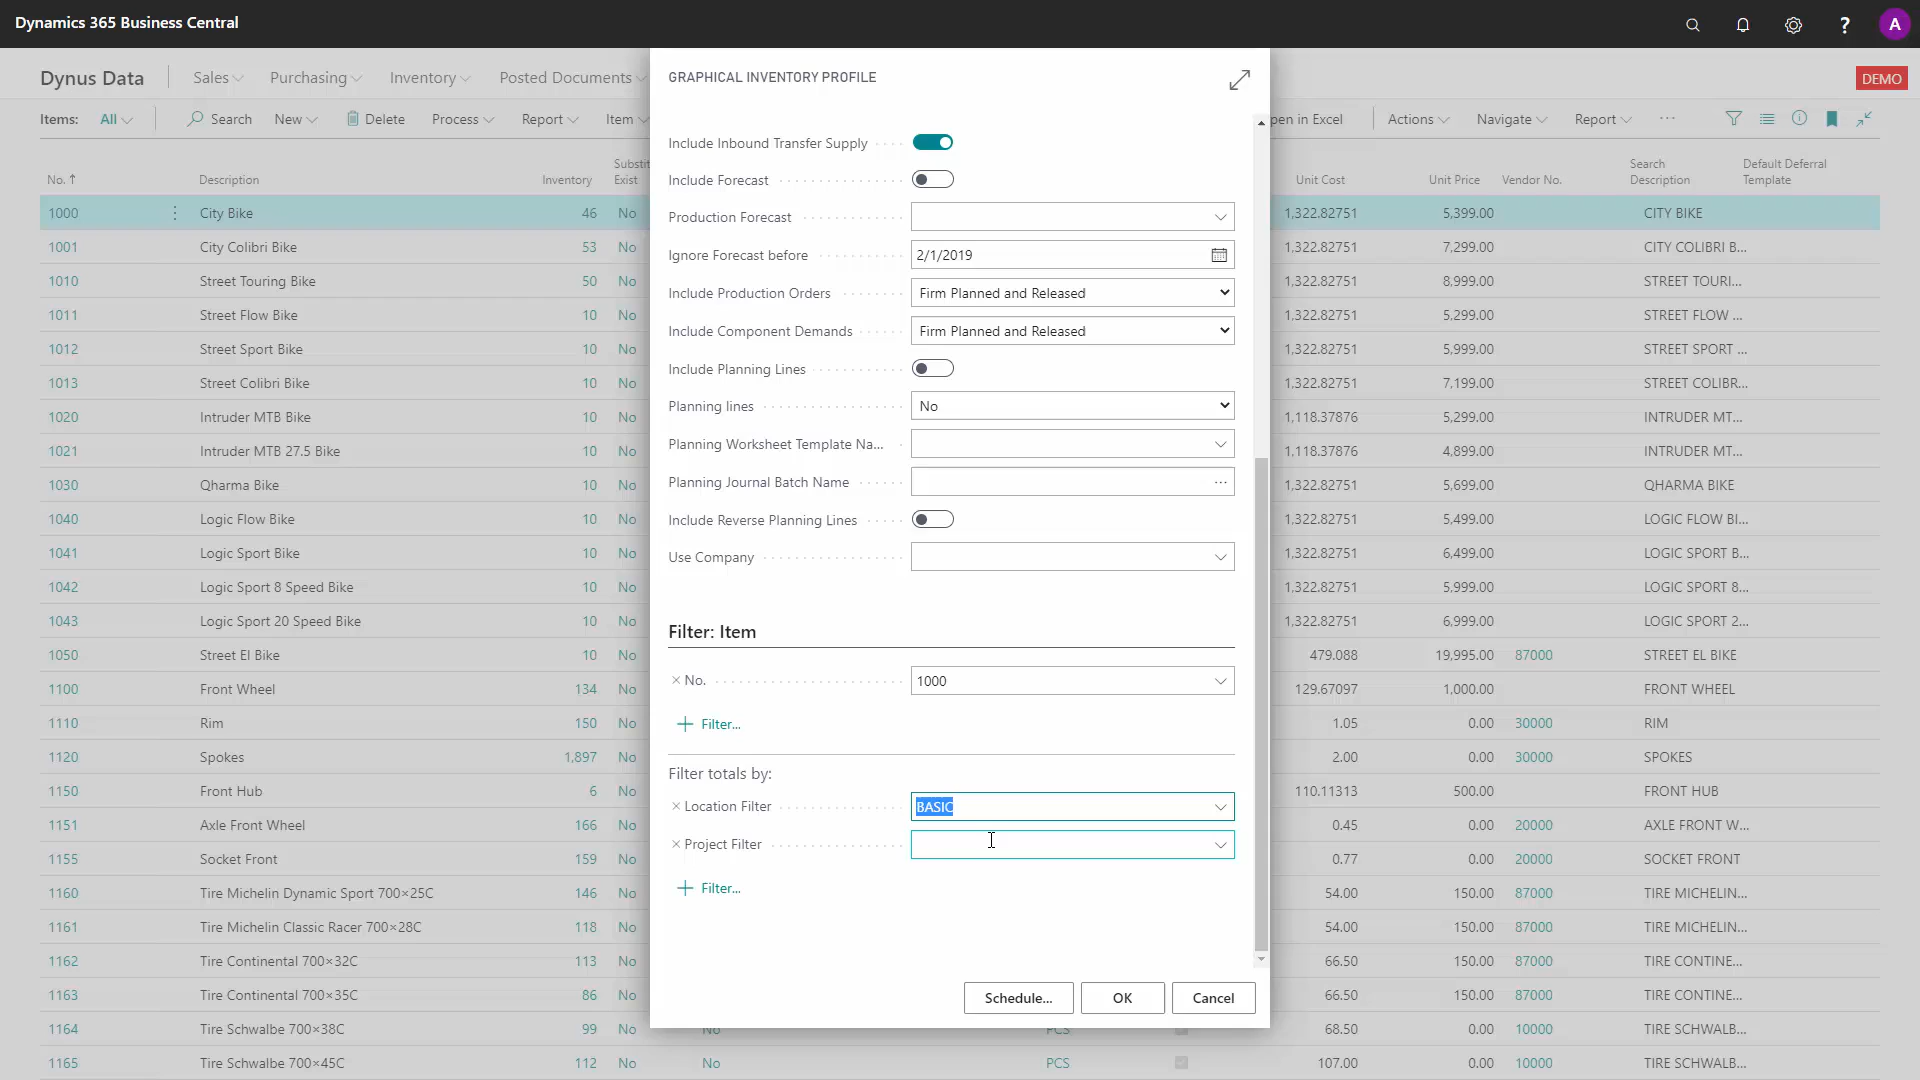 Dynamics 365 Business Central
?
A
Dynus Data
Sales
Purchasing
Inventory
Posted Documents
DEMO
Items:
All
Search
New
Delete
Process
Report
Item
pen in Excel
Actions
Navigate
Report
No. ↑
Description
Inventory
Substit
Exist
Unit Cost
Unit Price
Vendor No.
Search
Description
Default Deferral
Template
1000 City Bike 46 No 1,322.82751 5,399.00 CITY BIKE
1001 City Colibri Bike 53 No 1,322.82751 7,299.00 CITY COLIBRI B...
1010 Street Touring Bike 50 No 1,322.82751 8,999.00 STREET TOURI...
1011 Street Flow Bike 10 No 1,322.82751 5,299.00 STREET FLOW ...
1012 Street Sport Bike 10 No 1,322.82751 5,999.00 STREET SPORT ...
1013 Street Colibri Bike 10 No 1,322.82751 7,199.00 STREET COLIBR...
1020 Intruder MTB Bike 10 No 1,118.37876 5,299.00 INTRUDER MT...
1021 Intruder MTB 27.5 Bike 10 No 1,118.37876 4,899.00 INTRUDER MT...
1030 Qharma Bike 10 No 1,322.82751 5,699.00 QHARMA BIKE
1040 Logic Flow Bike 10 No 1,322.82751 5,499.00 LOGIC FLOW BI...
1041 Logic Sport Bike 10 No 1,322.82751 6,499.00 LOGIC SPORT B...
1042 Logic Sport 8 Speed Bike 10 No 1,322.82751 5,999.00 LOGIC SPORT 8...
1043 Logic Sport 20 Speed Bike 10 No 1,322.82751 6,999.00 LOGIC SPORT 2...
1050 Street El Bike 10 No 479.088 19,995.00 87000 STREET EL BIKE
1100 Front Wheel 134 No 129.67097 1,000.00 FRONT WHEEL
1110 Rim 150 No 1.05 0.00 30000 RIM
1120 Spokes 1,897 No 2.00 0.00 30000 SPOKES
1150 Front Hub 6 No 110.11313 500.00 FRONT HUB
1151 Axle Front Wheel 166 No 0.45 0.00 20000 AXLE FRONT W...
1155 Socket Front 159 No 0.77 0.00 20000 SOCKET FRONT
1160 Tire Michelin Dynamic Sport 700×25C 146 No 54.00 150.00 87000 TIRE MICHELIN...
1161 Tire Michelin Classic Racer 700×28C 118 No 54.00 150.00 87000 TIRE MICHELIN...
1162 Tire Continental 700×32C 113 No 66.50 150.00 87000 TIRE CONTINE...
1163 Tire Continental 700×35C 86 No 66.50 150.00 87000 TIRE CONTINE...
1164 Tire Schwalbe 700×38C 99 No No PCS 68.50 0.00 10000 TIRE SCHWALB...
1165 Tire Schwalbe 700×45C 112 No No PCS 107.00 0.00 10000 TIRE SCHWALB...
GRAPHICAL INVENTORY PROFILE
Include Inbound Transfer Supply
Include Forecast
Production Forecast
Ignore Forecast before 2/1/2019
Include Production Orders Firm Planned and Released
Include Component Demands Firm Planned and Released
Include Planning Lines
Planning lines No
Planning Worksheet Template Na...
Planning Journal Batch Name ...
Include Reverse Planning Lines
Use Company
Filter: Item
× No. 1000
+ Filter...
Filter totals by:
× Location Filter BASIC
× Project Filter
+ Filter...
Schedule...
OK
Cancel